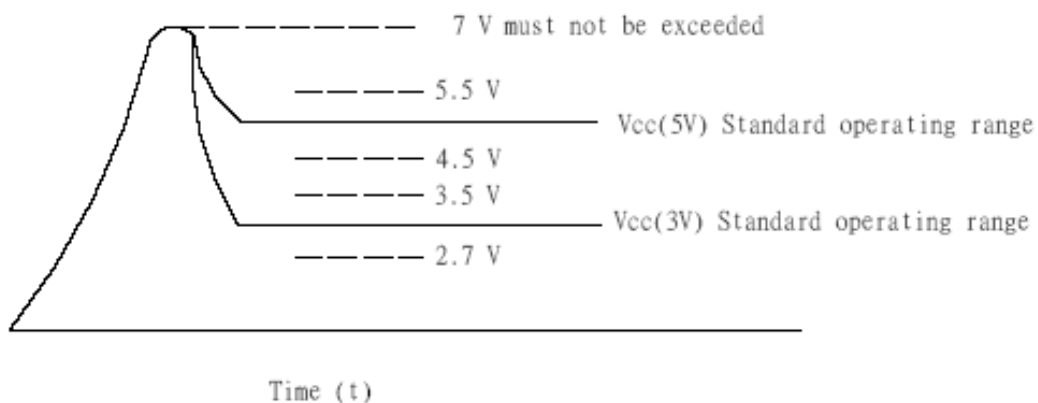 7 V must not be exceeded
5.5 V
Vcc(5V) Standard operating range
4.5 V
3.5 V
Vcc(3V) Standard operating range
2.7 V
Time (t)